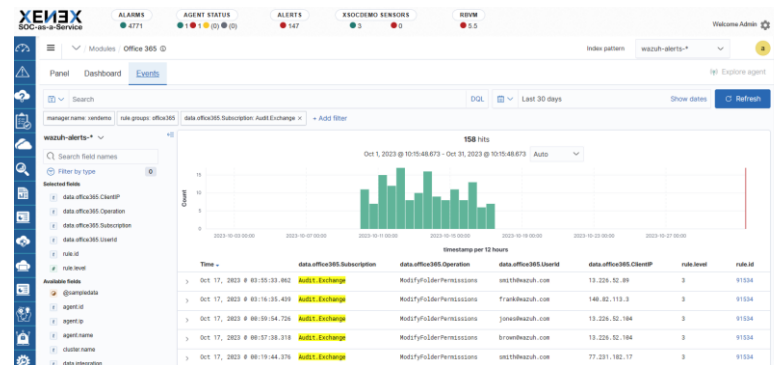 XENEX
SOC-as-a-Service
ALARMS
4771
AGENT STATUS
1 1 (0) (0)
ALERTS
147
XSOCDEMO SENSORS
3 0
RBVM
5.5
Welcome Admin
/ Modules / Office 365
Index pattern
wazuh-alerts-*
a
Panel
Dashboard
Events
Explore agent
Search
DQL
Last 30 days
Show dates
Refresh
manager.name: xendemo
rule.groups: office365
data.office365.Subscription: Audit.Exchange ×
+ Add filter
wazuh-alerts-*
Search field names
Filter by type
0
Selected fields
t data.office365.ClientIP
t data.office365.Operation
t data.office365.Subscription
t data.office365.UserId
t rule.id
# rule.level
Available fields
@sampledata
t agent.id
t agent.ip
t agent.name
t cluster.name
t data.integration
158 hits
Oct 1, 2023 @ 10:15:48.673 - Oct 31, 2023 @ 10:15:48.673
Auto
Count
15
10
5
0
2023-10-03 00:00
2023-10-07 00:00
2023-10-11 00:00
2023-10-15 00:00
2023-10-19 00:00
2023-10-23 00:00
2023-10-27 00:00
timestamp per 12 hours
Time data.office365.Subscription data.office365.Operation data.office365.UserId data.office365.ClientIP rule.level rule.id
> Oct 17, 2023 @ 03:55:33.062 Audit.Exchange ModifyFolderPermissions smith@wazuh.com 13.226.52.89 3 91534
> Oct 17, 2023 @ 03:16:35.439 Audit.Exchange ModifyFolderPermissions frank@wazuh.com 140.82.113.3 3 91534
> Oct 17, 2023 @ 00:59:54.726 Audit.Exchange ModifyFolderPermissions jones@wazuh.com 13.226.52.104 3 91534
> Oct 17, 2023 @ 00:57:38.318 Audit.Exchange ModifyFolderPermissions brown@wazuh.com 13.226.52.104 3 91534
> Oct 17, 2023 @ 00:19:44.376 Audit.Exchange ModifyFolderPermissions smith@wazuh.com 77.231.182.17 3 91534